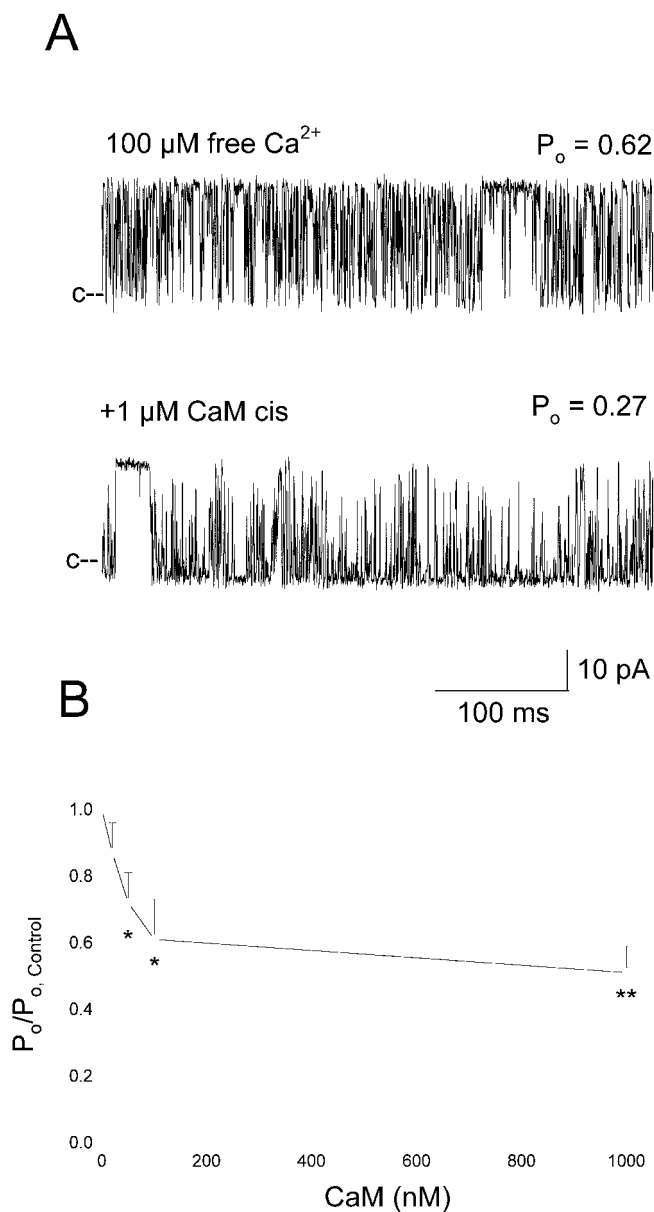 A
100 μM free Ca²⁺ Pₒ = 0.62
c--
+1 μM CaM cis Pₒ = 0.27
c--
10 pA
100 ms
B
1.0
0.8
0.6
0.4
0.2
0.0
Pₒ/Pₒ, Control
*
*
**
0 200 400 600 800 1000
CaM (nM)